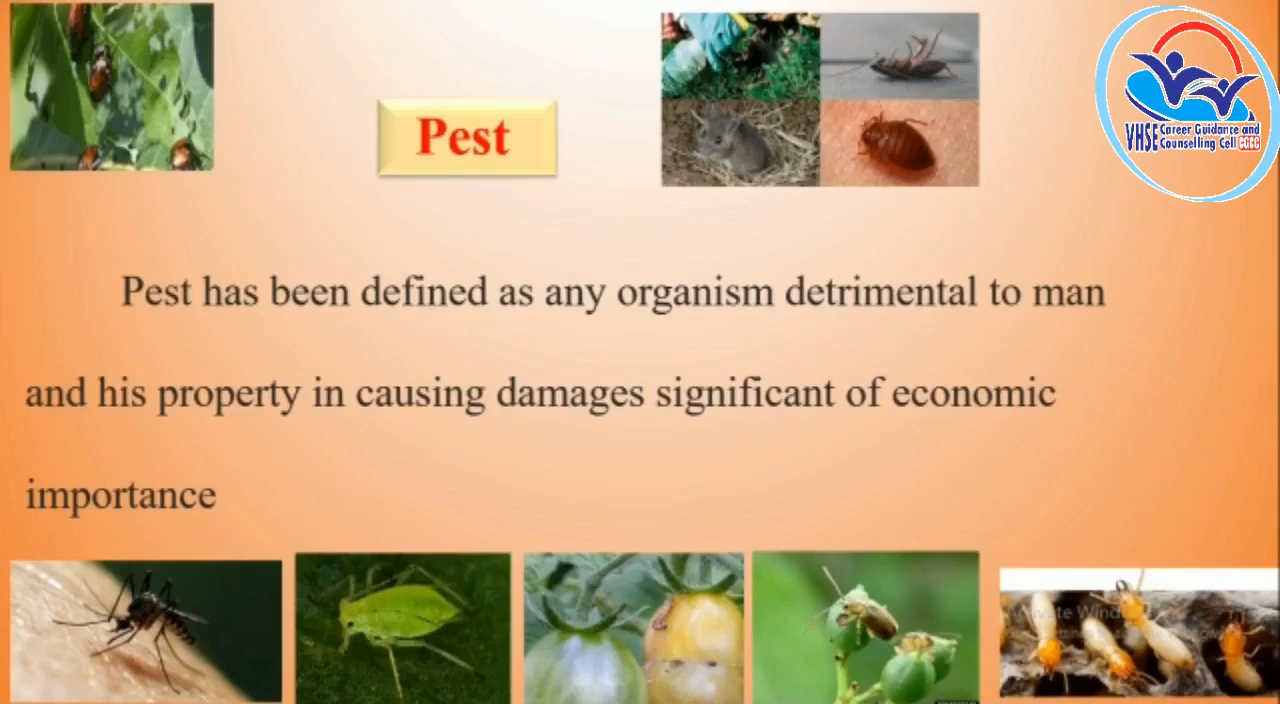 Pest
VHSE Career Guidance and
Counselling Cell CGCC
Pest has been defined as any organism detrimental to man
and his property in causing damages significant of economic
importance